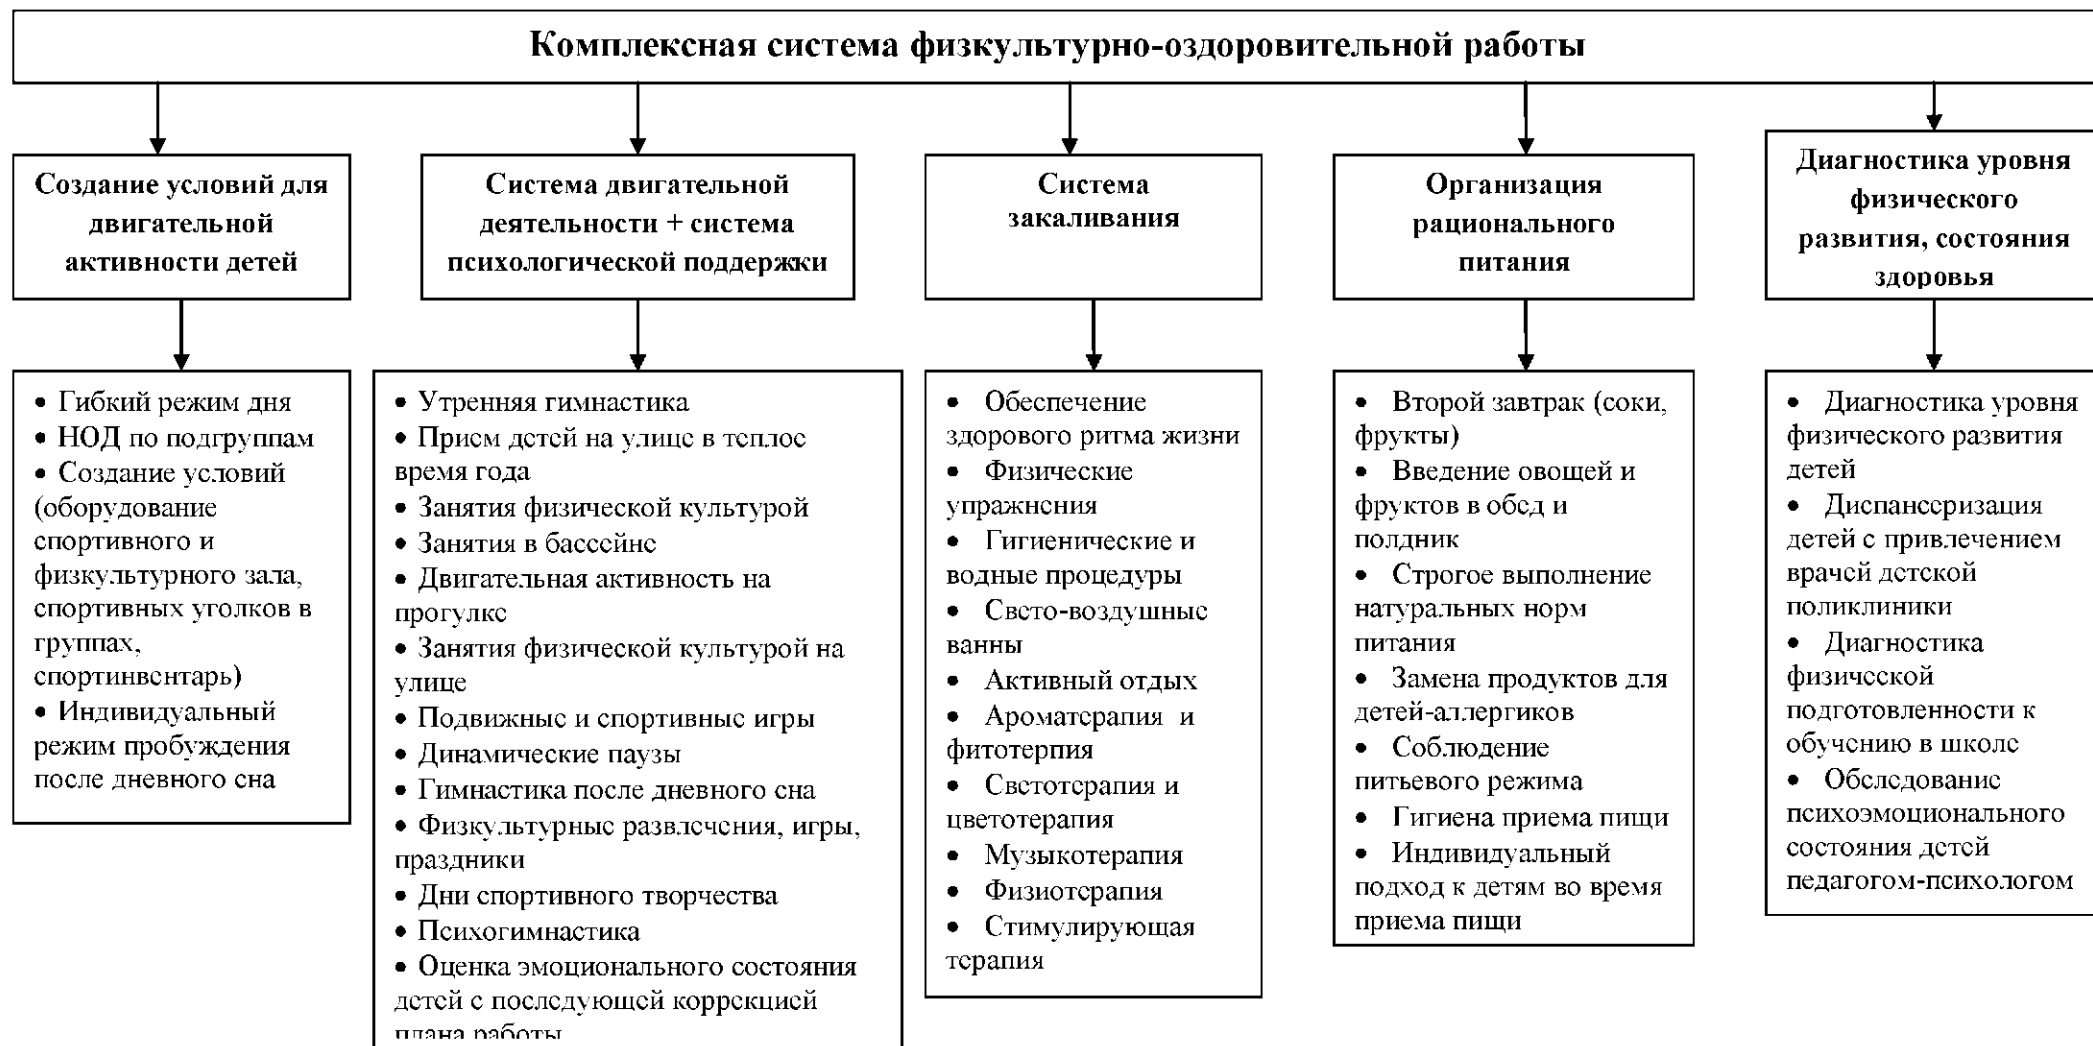 Комплексная система физкультурно-оздоровительной работы
Создание условий для
двигательной
активности детей
Система двигательной
деятельности + система
психологической поддержки
Система
закаливания
Организация
рационального
питания
Диагностика уровня
физического
развития, состояния
здоровья
• Гибкий режим дня
• НОД по подгруппам
• Создание условий
(оборудование
спортивного и
физкультурного зала,
спортивных уголков в
группах,
спортинвентарь)
• Индивидуальный
режим пробуждения
после дневного сна
• Утренняя гимнастика
• Прием детей на улице в теплое
время года
• Занятия физической культурой
• Занятия в бассейне
• Двигательная активность на
прогулке
• Занятия физической культурой на
улице
• Подвижные и спортивные игры
• Динамические паузы
• Гимнастика после дневного сна
• Физкультурные развлечения, игры,
праздники
• Дни спортивного творчества
• Психогимнастика
• Оценка эмоционального состояния
детей с последующей коррекцией
плана работы
• Обеспечение
здорового ритма жизни
• Физические
упражнения
• Гигиенические и
водные процедуры
• Свето-воздушные
ванны
• Активный отдых
• Ароматерапия и
фитотерпия
• Светотерапия и
цветотерапия
• Музыкотерапия
• Физиотерапия
• Стимулирующая
терапия
• Второй завтрак (соки,
фрукты)
• Введение овощей и
фруктов в обед и
полдник
• Строгое выполнение
натуральных норм
питания
• Замена продуктов для
детей-аллергиков
• Соблюдение
питьевого режима
• Гигиена приема пищи
• Индивидуальный
подход к детям во время
приема пищи
• Диагностика уровня
физического развития
детей
• Диспансеризация
детей с привлечением
врачей детской
поликлиники
• Диагностика
физической
подготовленности к
обучению в школе
• Обследование
психоэмоционального
состояния детей
педагогом-психологом